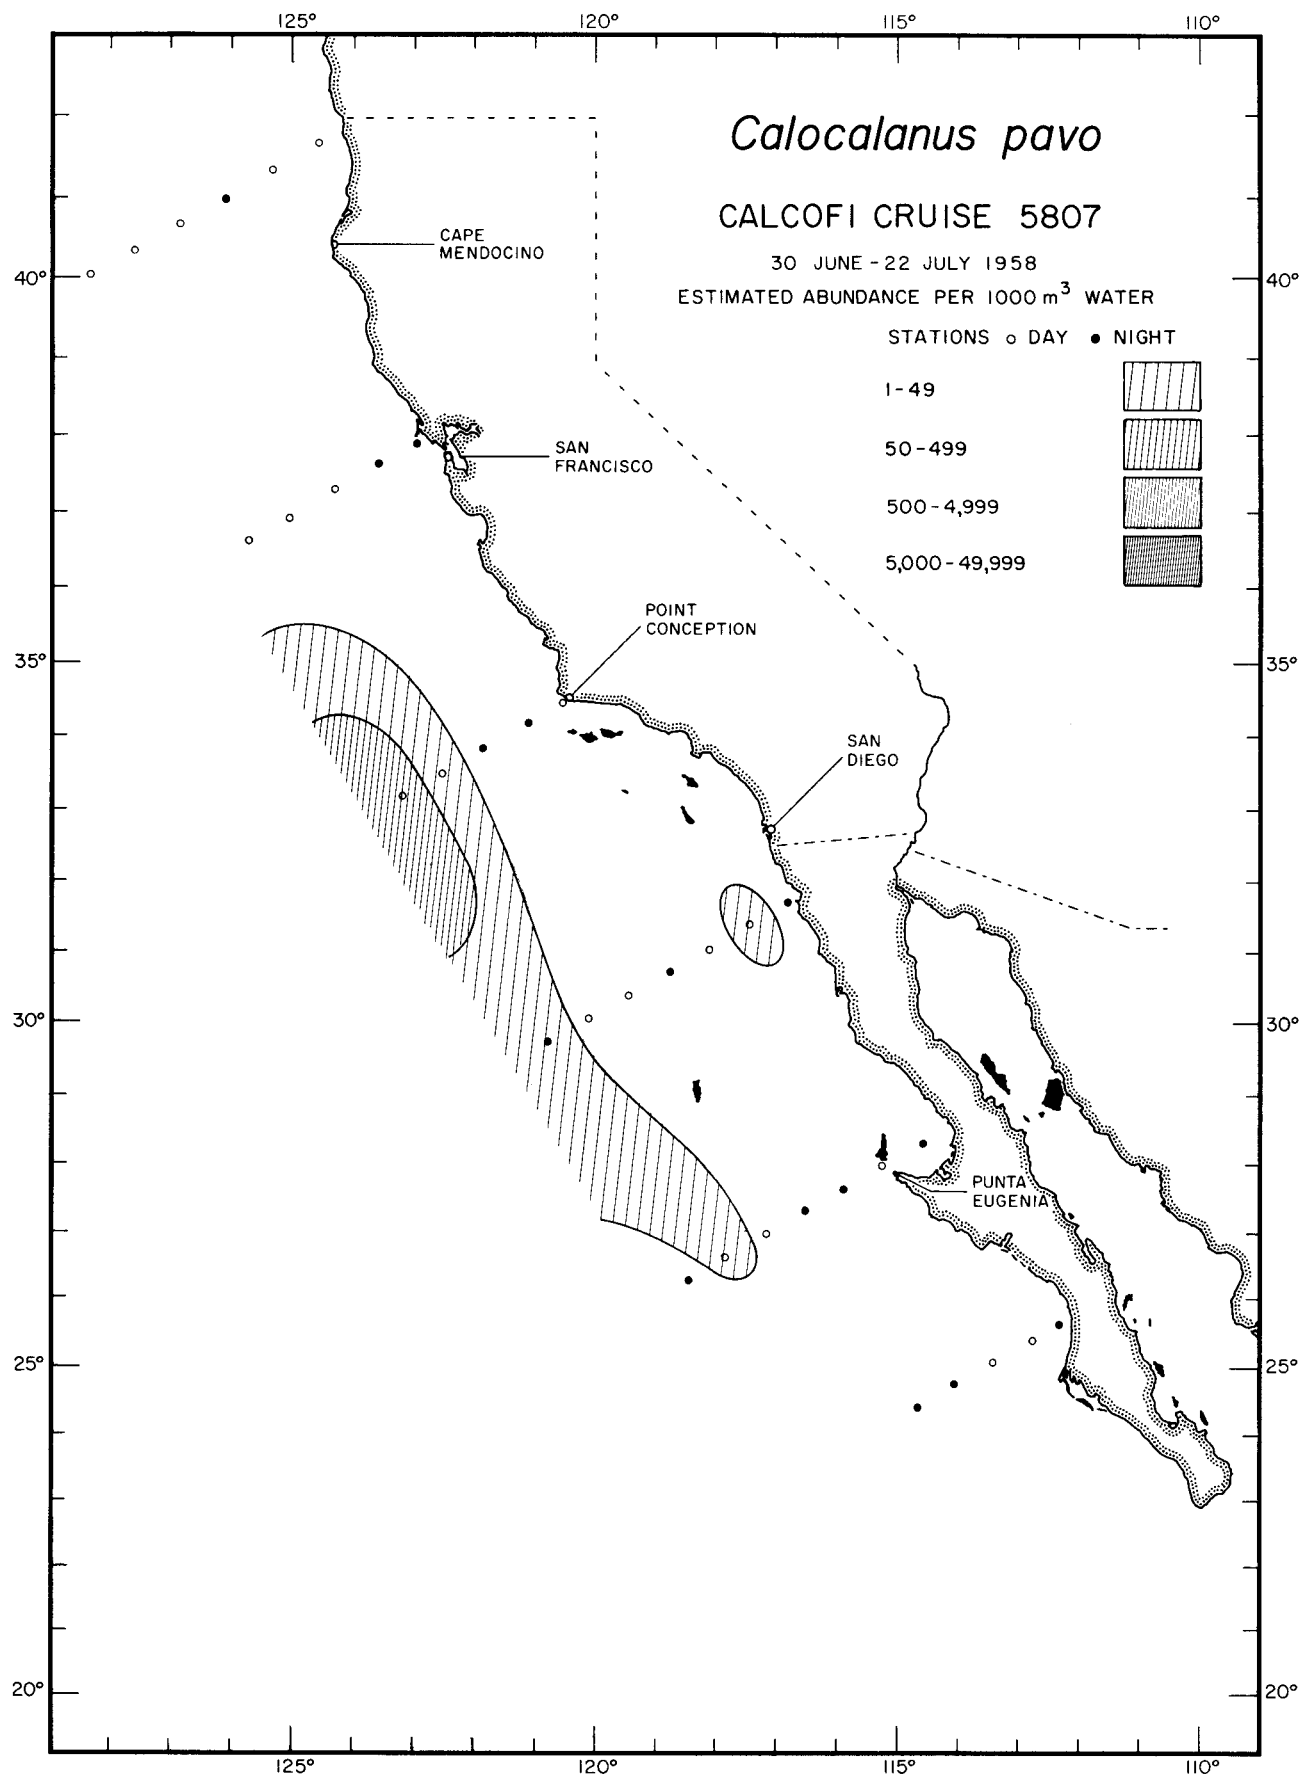 125° 120° 115° 110°
Calocalanus pavo
CALCOFI CRUISE 5807
30 JUNE - 22 JULY 1958
ESTIMATED ABUNDANCE PER 1000 m³ WATER
STATIONS ○ DAY ● NIGHT
1 - 49
50 - 499
500 - 4,999
5,000 - 49,999
CAPE
MENDOCINO
40° 40°
SAN
FRANCISCO
POINT
CONCEPTION
35° 35°
SAN
DIEGO
30° 30°
PUNTA
EUGENIA
25° 25°
20° 20°
125° 120° 115° 110°